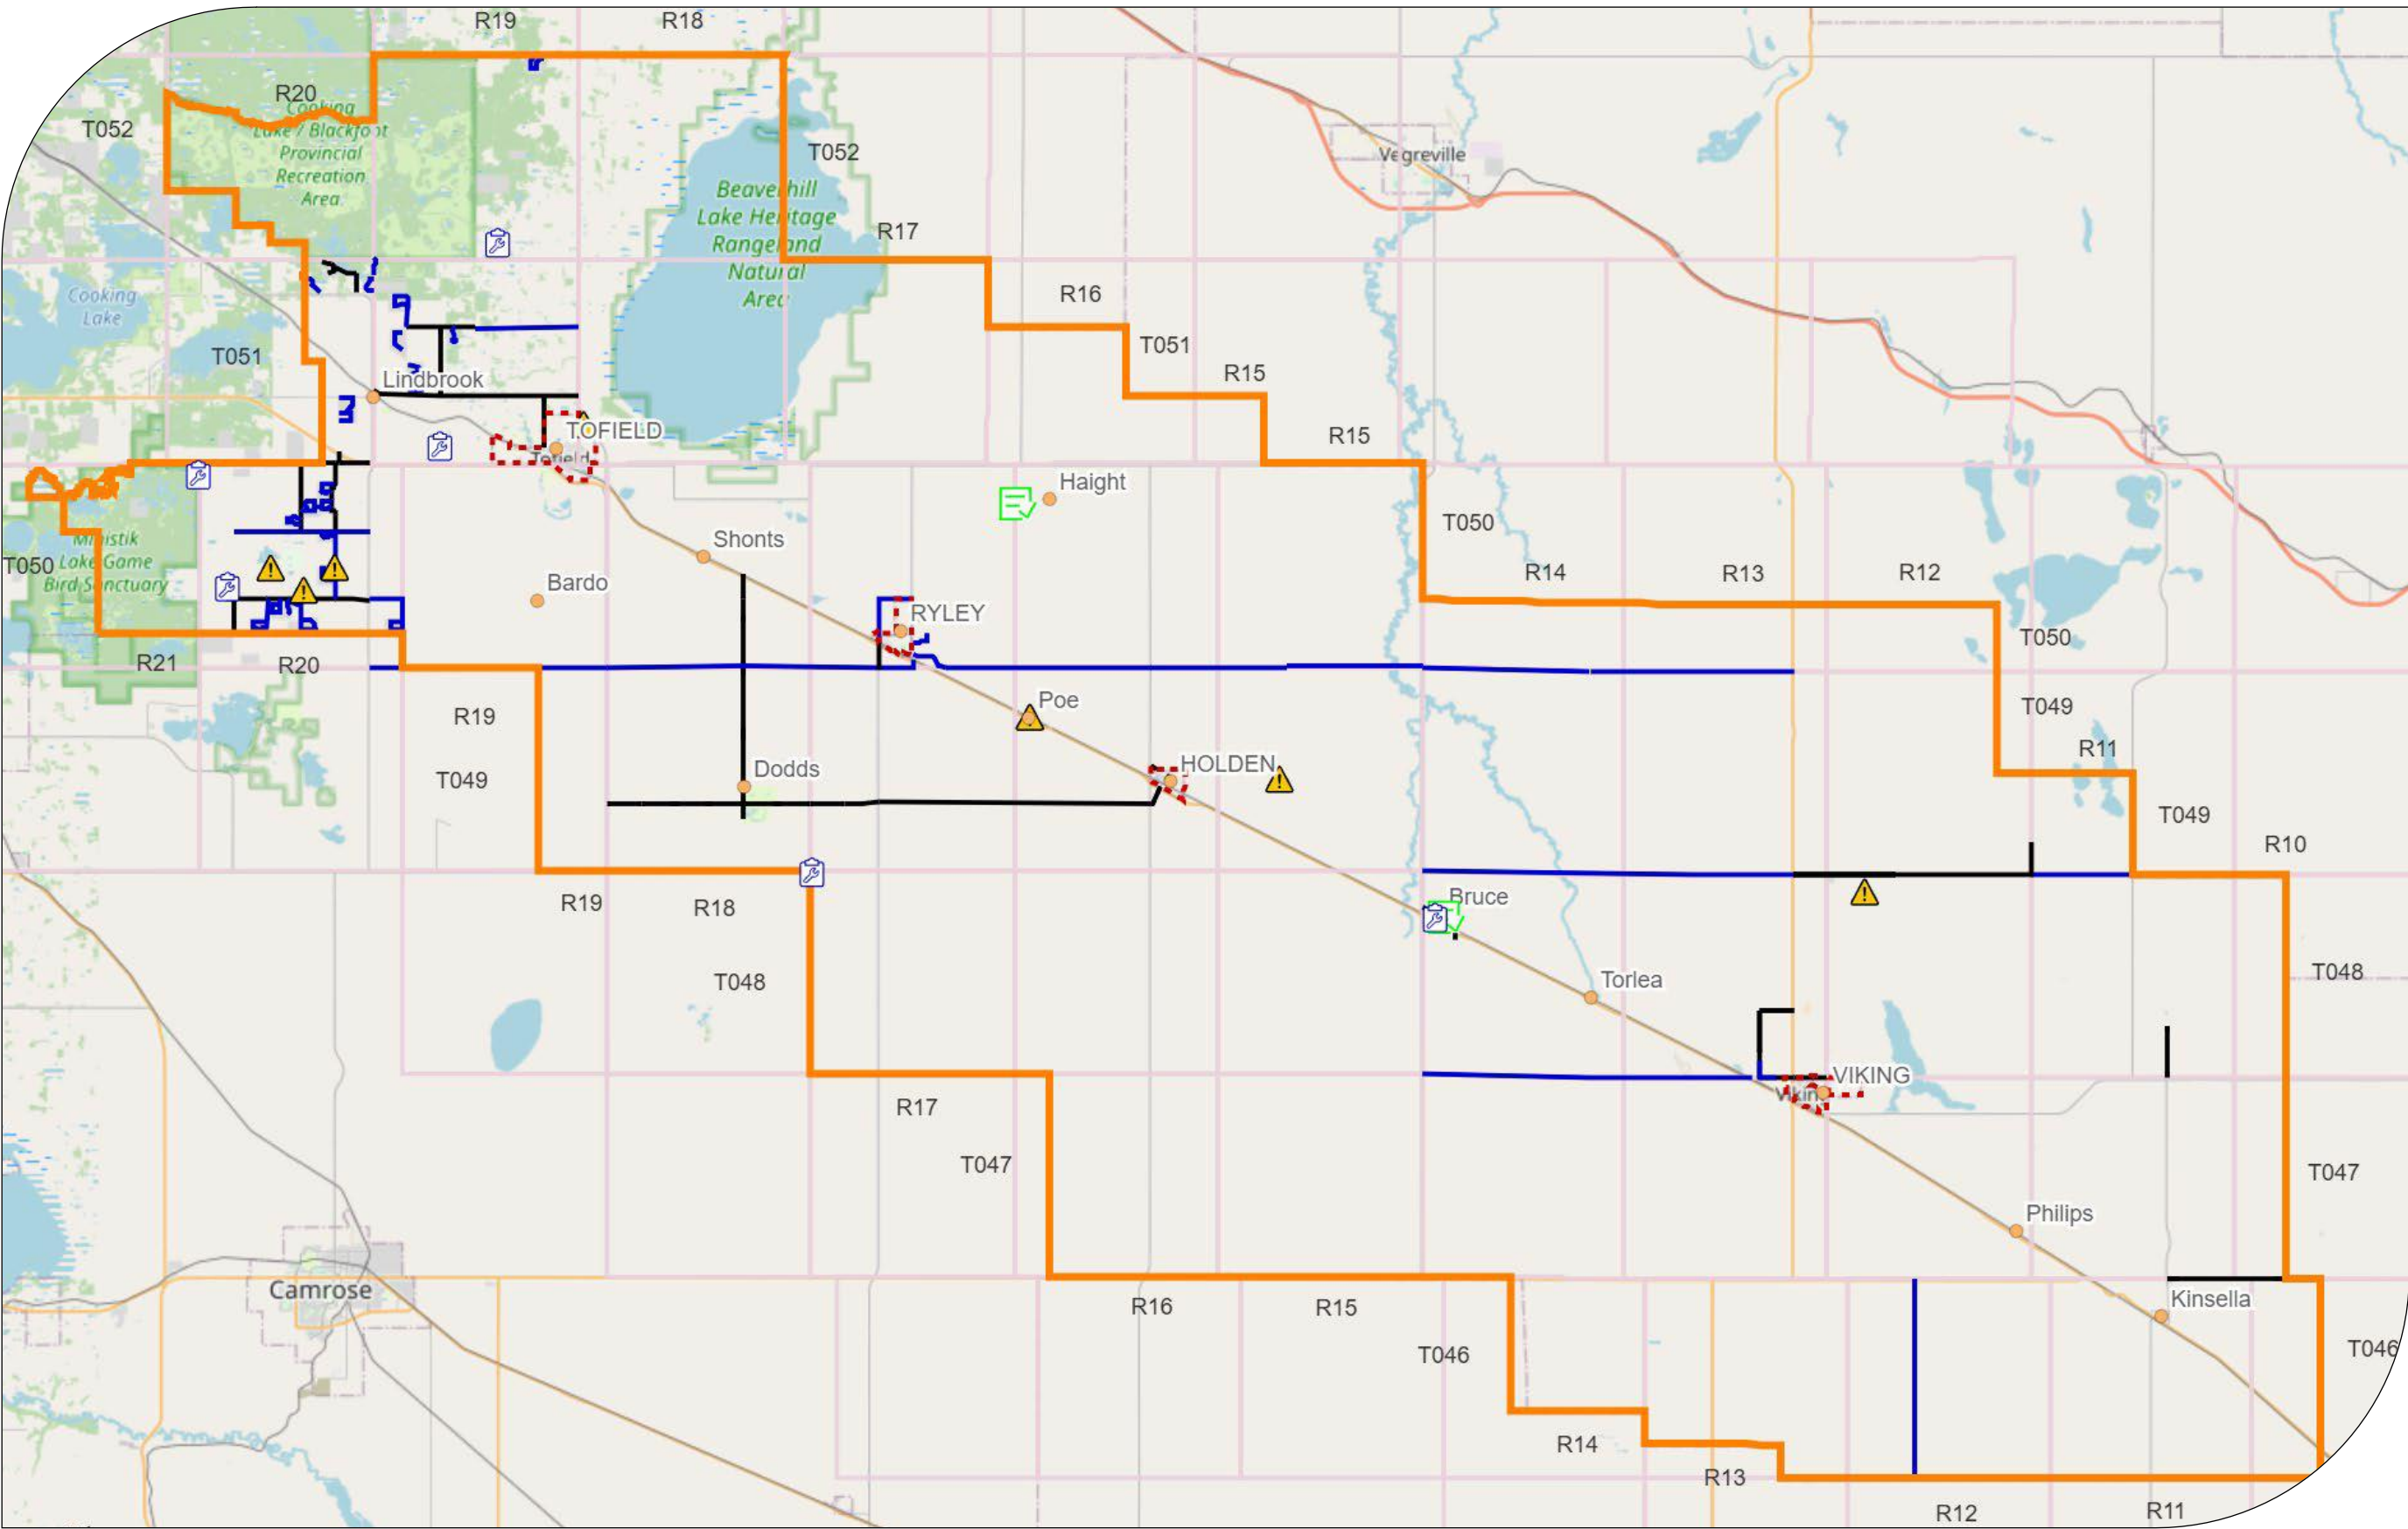 R19
R18
R20
Cooking
Lake / Blackfoot
Provincial
Recreation
Area
T052
T052
Vegreville
Beaverhill
Lake Heritage
Rangeland
Natural
Area
R17
R16
Cooking
Lake
T051
T051
R15
Lindbrook
R15
TOFIELD
Tofield
Haight
T050
Shonts
Ministik
Lake Game
Bird Sanctuary
T050
R14
R13
R12
Bardo
RYLEY
T050
R21
R20
Poe
R19
T049
R11
HOLDEN
Dodds
T049
T049
R10
Bruce
R19
R18
T048
T048
Torlea
VIKING
Viking
R17
T047
T047
Philips
Camrose
Kinsella
R16
R15
T046
T046
R14
R13
R12
R11